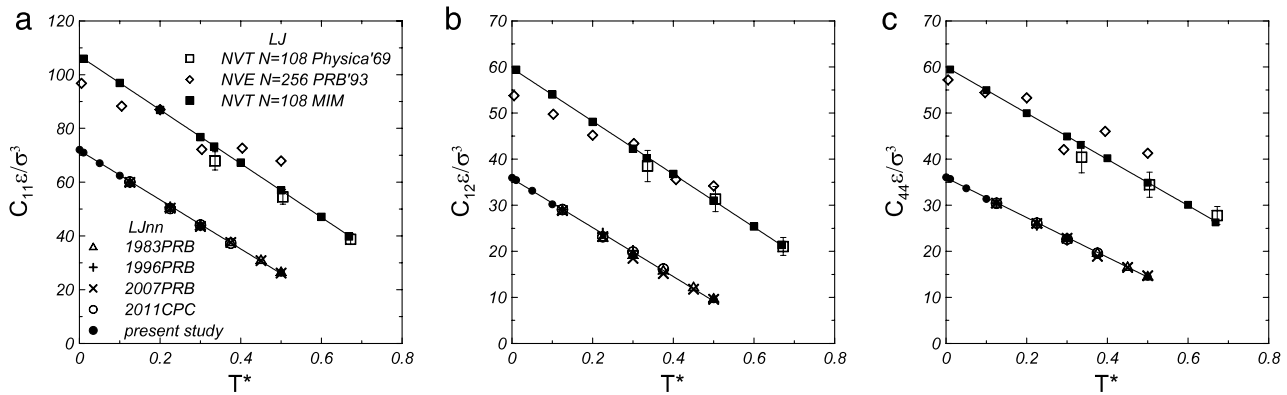 a
120
100
80
60
40
20
0
C₁₁ε/σ³
LJ
NVT N=108 Physica'69
NVE N=256 PRB'93
NVT N=108 MIM
LJnn
1983PRB
1996PRB
2007PRB
2011CPC
present study
0 0.2 0.4 0.6 0.8
T*
b
70
60
50
40
30
20
10
0
C₁₂ε/σ³
0 0.2 0.4 0.6 0.8
T*
c
70
60
50
40
30
20
10
0
C₄₄ε/σ³
0 0.2 0.4 0.6 0.8
T*